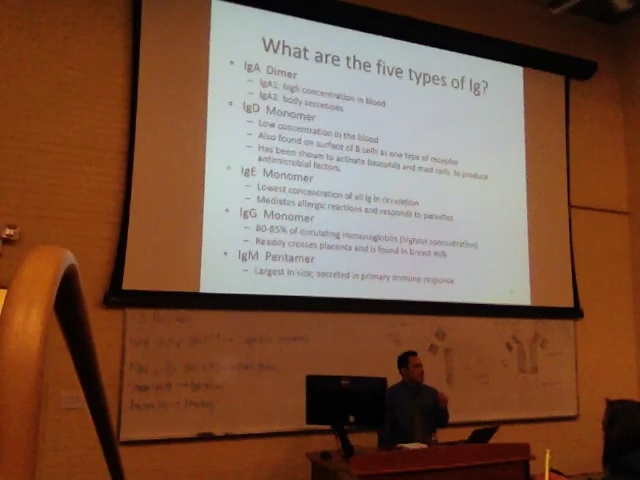 What are the five types of Ig?
• IgA Dimer
– IgA1: high concentration in blood
– IgA2: body secretions
• IgD Monomer
– Low concentration in the blood
– Also found on surface of B cells as one type of receptor
– Has been shown to activate basophils and mast cells to produce
antimicrobial factors.
• IgE Monomer
– Lowest concentration of all Ig in circulation
– Mediates allergic reactions and responds to parasites
• IgG Monomer
– 80-85% of circulating immunoglobin (highest concentration)
– Readily crosses placenta and is found in breast milk
• IgM Pentamer
– Largest in size; secreted in primary immune response